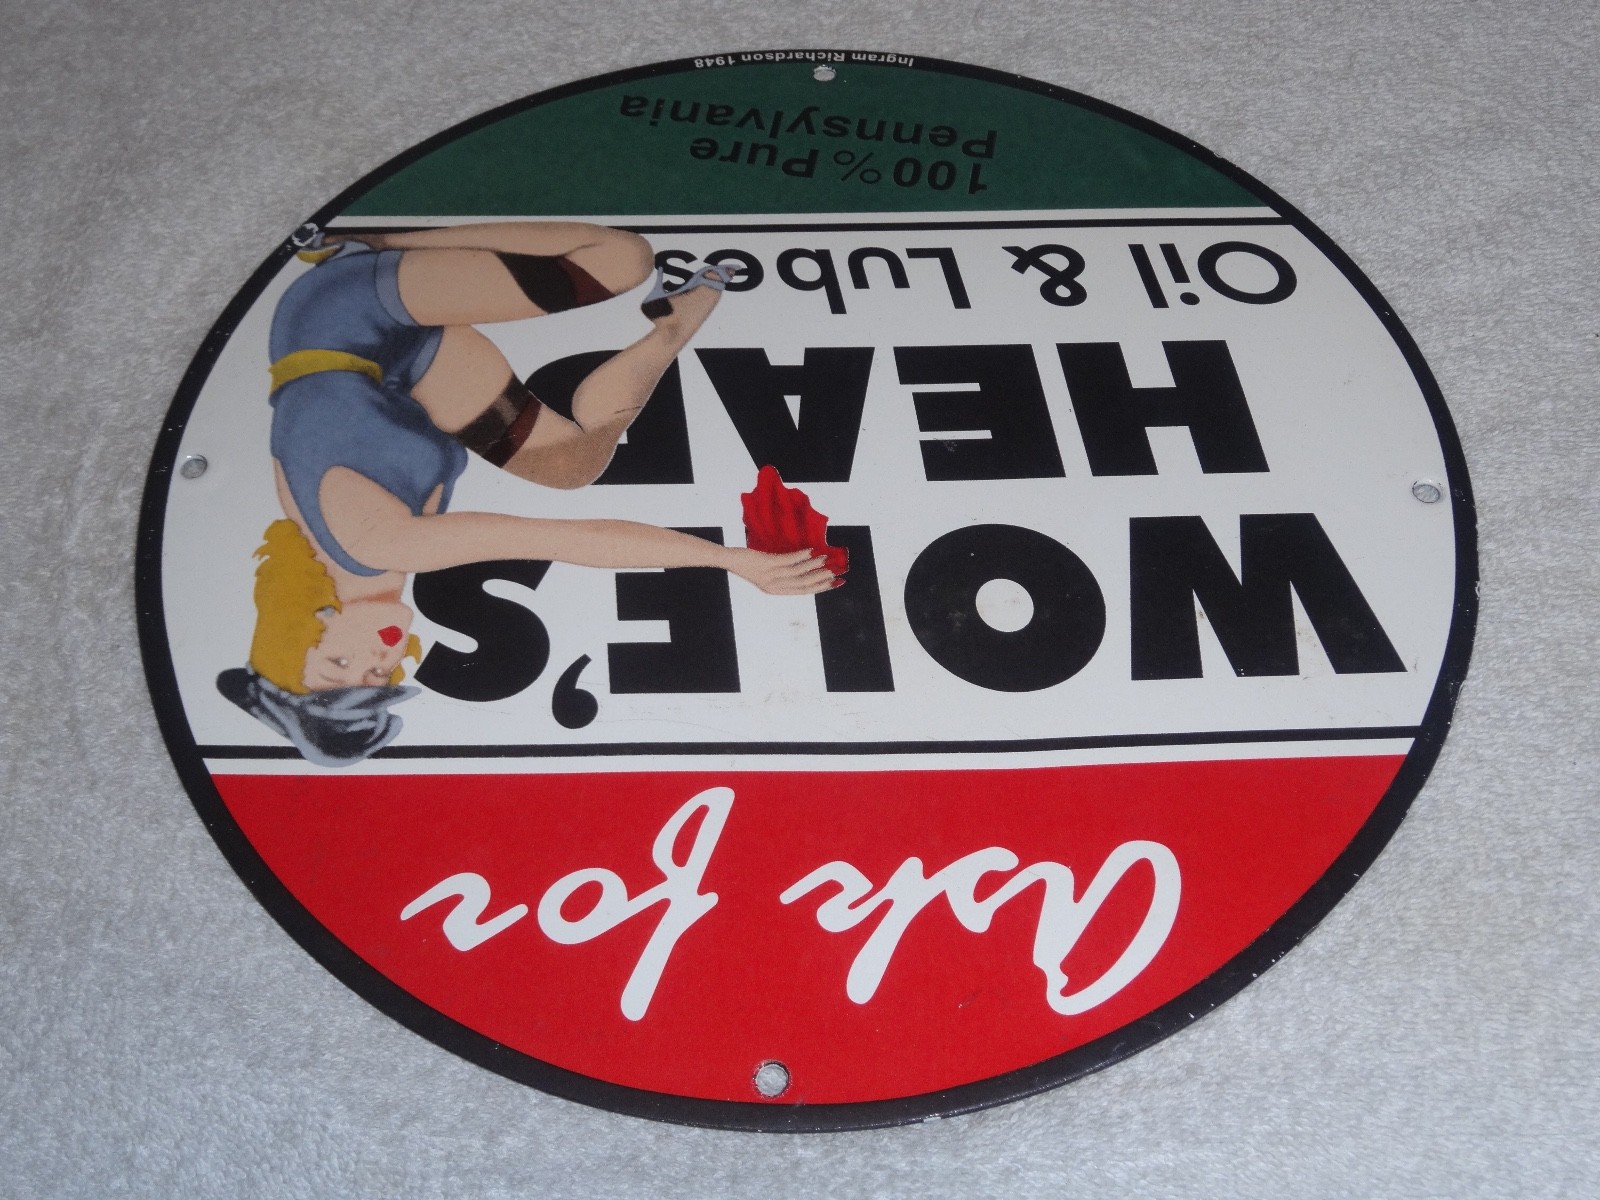 Ask for
WOLF'S
HEAD
Oil & Lubes
100% Pure
Pennsylvania
Ingram Richardson 1948